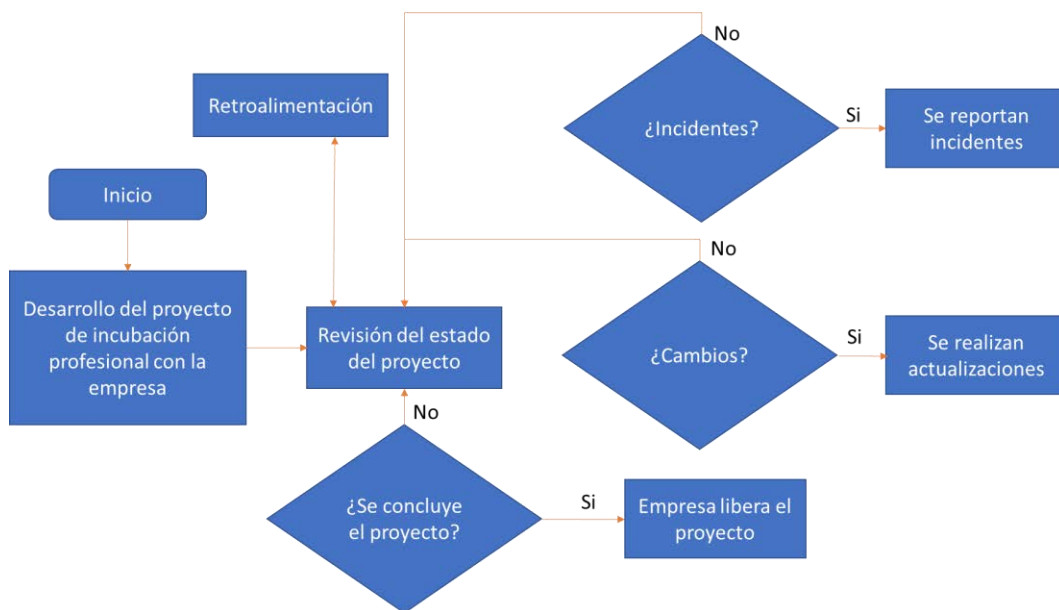 No
Retroalimentación
¿Incidentes?
Si
Se reportan
incidentes
Inicio
No
Desarrollo del proyecto
de incubación
profesional con la
empresa
Revisión del estado
del proyecto
¿Cambios?
Si
Se realizan
actualizaciones
No
¿Se concluye
el proyecto?
Si
Empresa libera el
proyecto